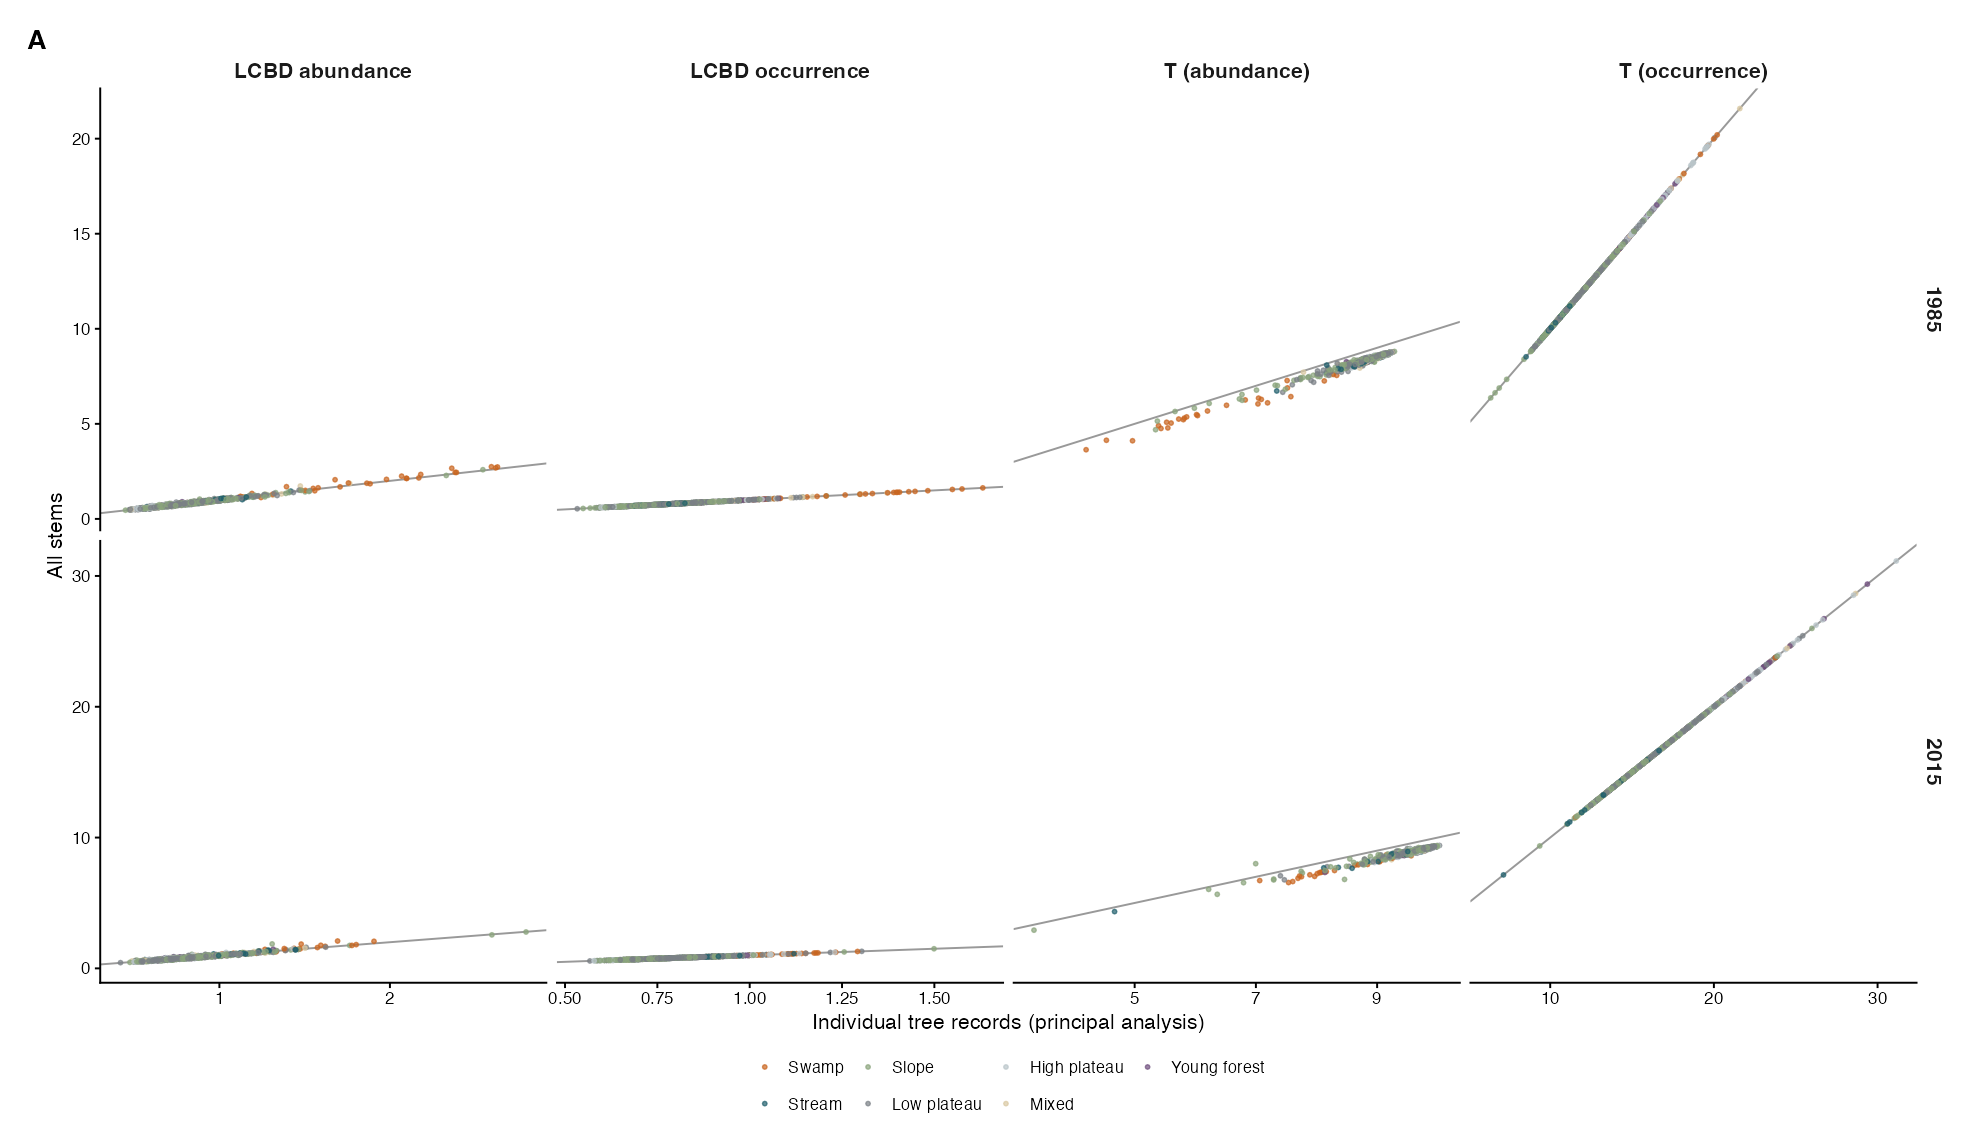 A
LCBD abundance
LCBD occurrence
T (abundance)
T (occurrence)
20
15
10
5
0
1985
All stems
30
20
10
0
2015
1
2
0.50
0.75
1.00
1.25
1.50
5
7
9
10
20
30
Individual tree records (principal analysis)
Swamp
Slope
High plateau
Young forest
Stream
Low plateau
Mixed